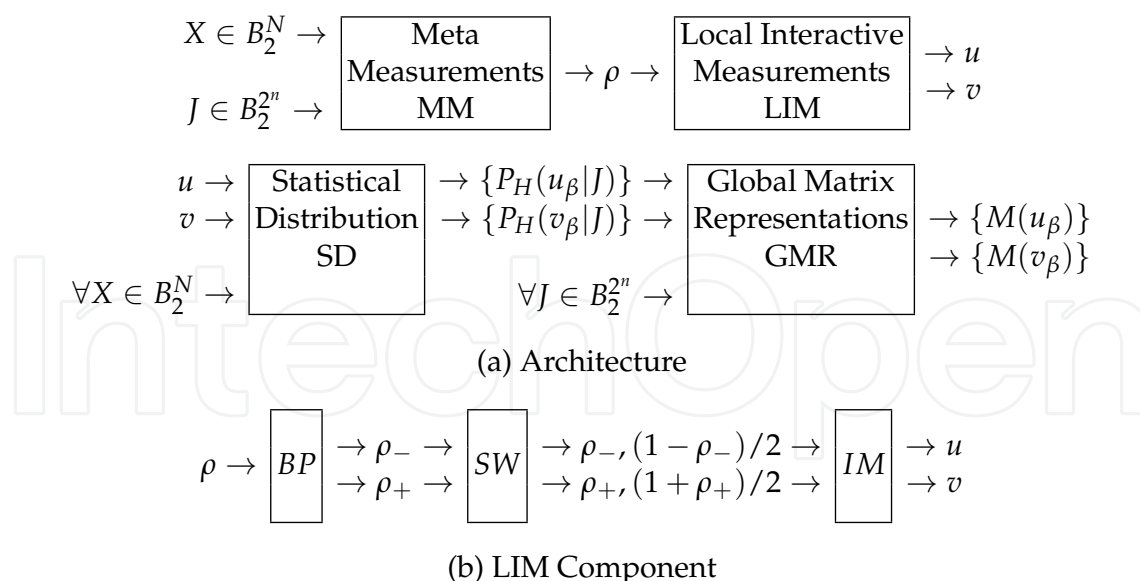 X ∈ B_2^N → Meta Local Interactive → u
Measurements → ρ → Measurements → v
J ∈ B_2^{2^n} → MM LIM
u → Statistical → {P_H(u_β|J)} → Global Matrix
v → Distribution → {P_H(v_β|J)} → Representations → {M(u_β)}
SD GMR → {M(v_β)}
∀X ∈ B_2^N → ∀J ∈ B_2^{2^n} →
(a) Architecture
ρ → BP → ρ_− → SW → ρ_−, (1 − ρ_−)/2 → IM → u
→ ρ_+ → → ρ_+, (1 + ρ_+)/2 → → v
(b) LIM Component
IntechOpen